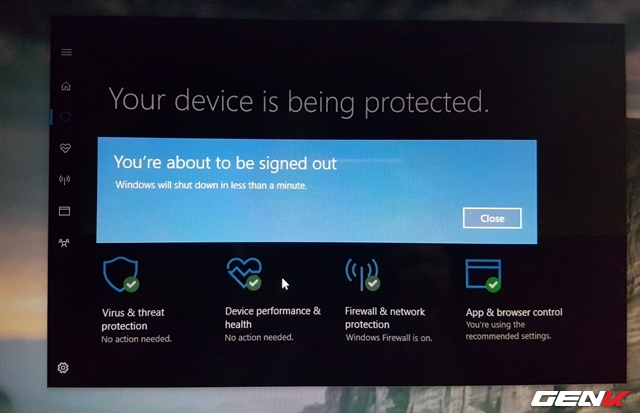 Your device is being protected.
You're about to be signed out
Windows will shut down in less than a minute.
Close
Virus & threat
protection
No action needed.
Device performance &
health
No action needed.
Firewall & network
protection
Windows Firewall is on.
App & browser control
You're using the
recommended settings.
GENK